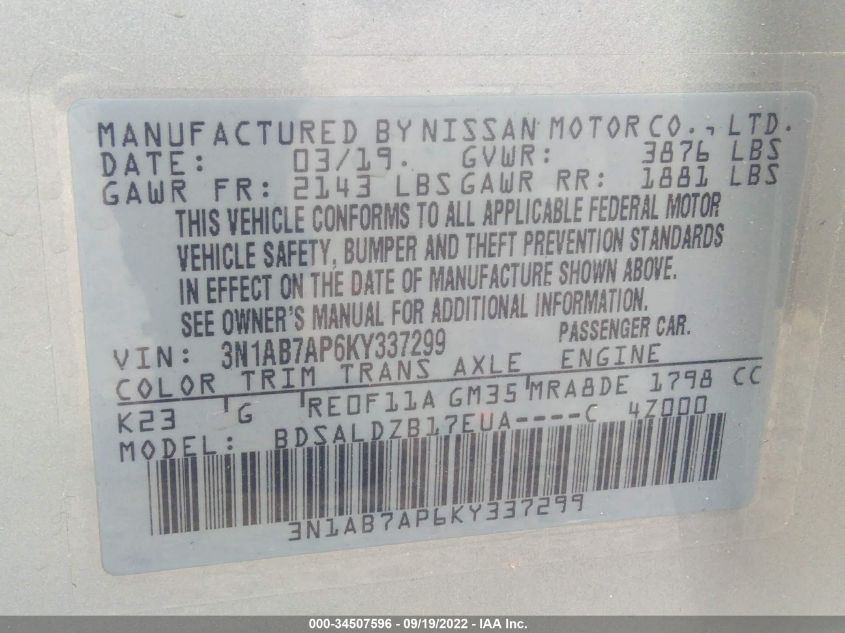 MANUFACTURED BY NISSAN MOTOR CO., LTD.
DATE: 03/19. GVWR: 3876 LBS
GAWR FR: 2143 LBS GAWR RR: 1881 LBS
THIS VEHICLE CONFORMS TO ALL APPLICABLE FEDERAL MOTOR
VEHICLE SAFETY, BUMPER AND THEFT PREVENTION STANDARDS
IN EFFECT ON THE DATE OF MANUFACTURE SHOWN ABOVE.
SEE OWNER'S MANUAL FOR ADDITIONAL INFORMATION.
VIN: 3N1AB7AP6KY337299 PASSENGER CAR.
COLOR TRIM TRANS AXLE ENGINE
K23 G RE0F11A GM35 MRA8DE 1798 CC
MODEL: BDSALDZB17EUA----C 4Z000
3N1AB7AP6KY337299
000-34507596 - 09/19/2022 - IAA Inc.